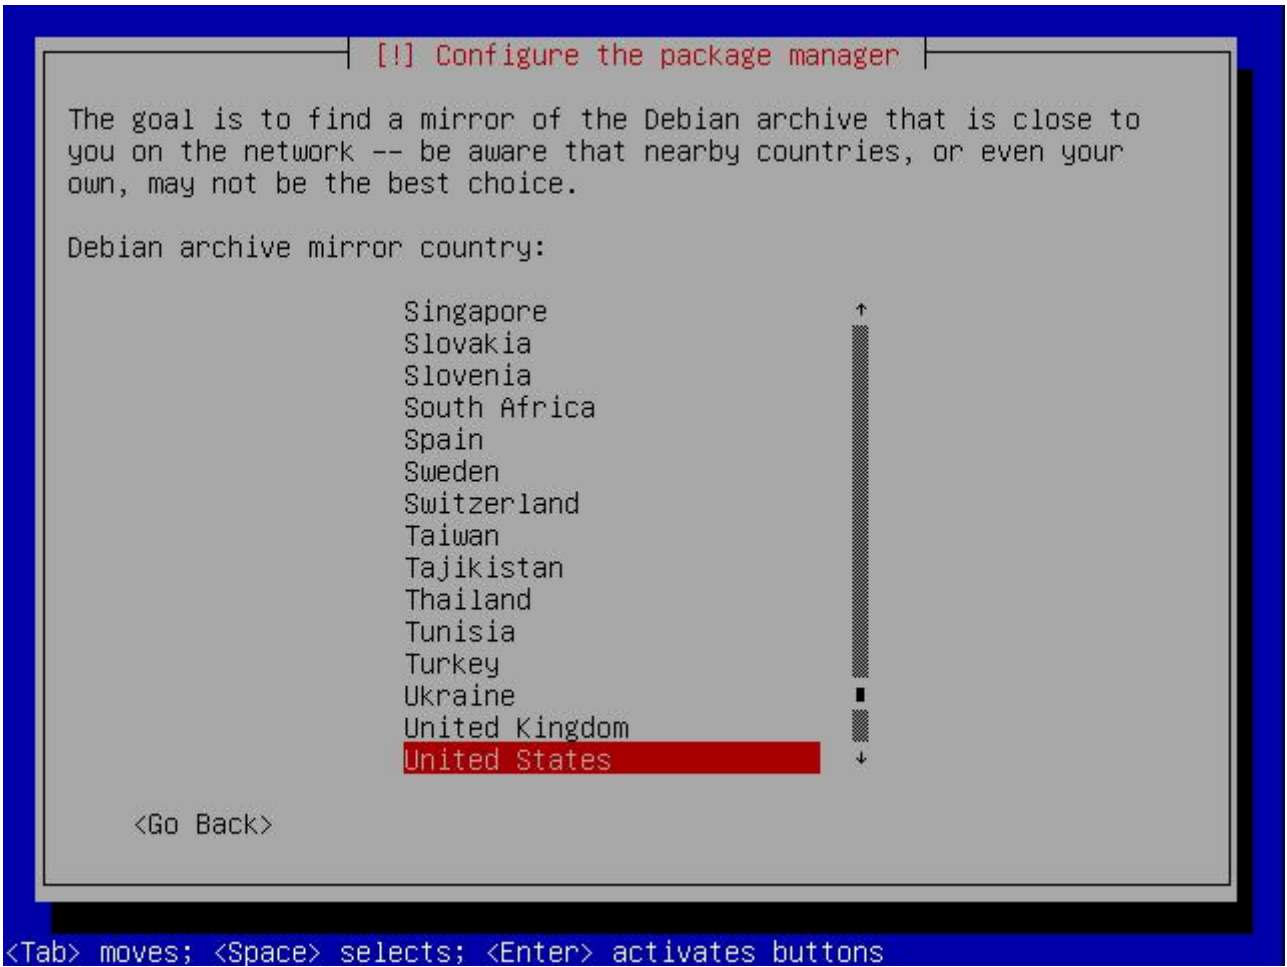 [!] Configure the package manager
The goal is to find a mirror of the Debian archive that is close to
you on the network -- be aware that nearby countries, or even your
own, may not be the best choice.
Debian archive mirror country:
Singapore
Slovakia
Slovenia
South Africa
Spain
Sweden
Switzerland
Taiwan
Tajikistan
Thailand
Tunisia
Turkey
Ukraine
United Kingdom
United States
<Go Back>
<Tab> moves; <Space> selects; <Enter> activates buttons